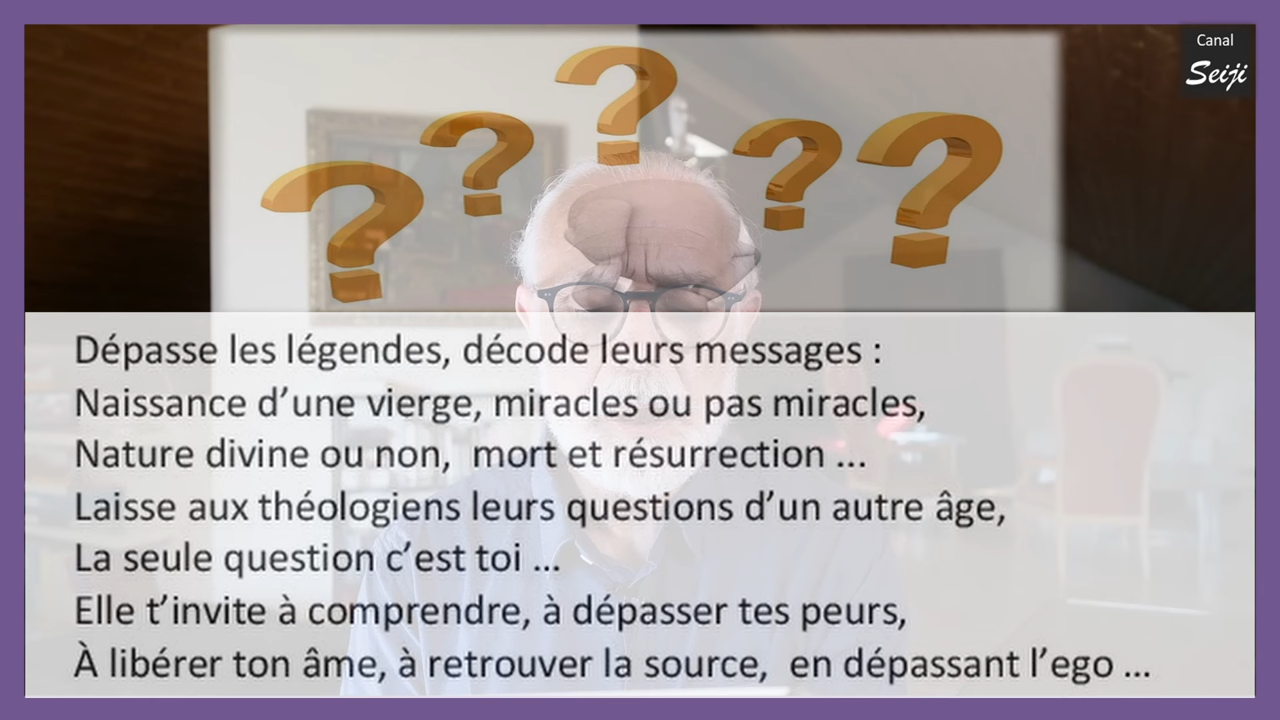 Canal
Seiji
Dépasse les légendes, décode leurs messages :
Naissance d’une vierge, miracles ou pas miracles,
Nature divine ou non,  mort et résurrection ...
Laisse aux théologiens leurs questions d’un autre âge,
La seule question c’est toi ...
Elle t’invite à comprendre, à dépasser tes peurs,
À libérer ton âme, à retrouver la source,  en dépassant l’ego ...